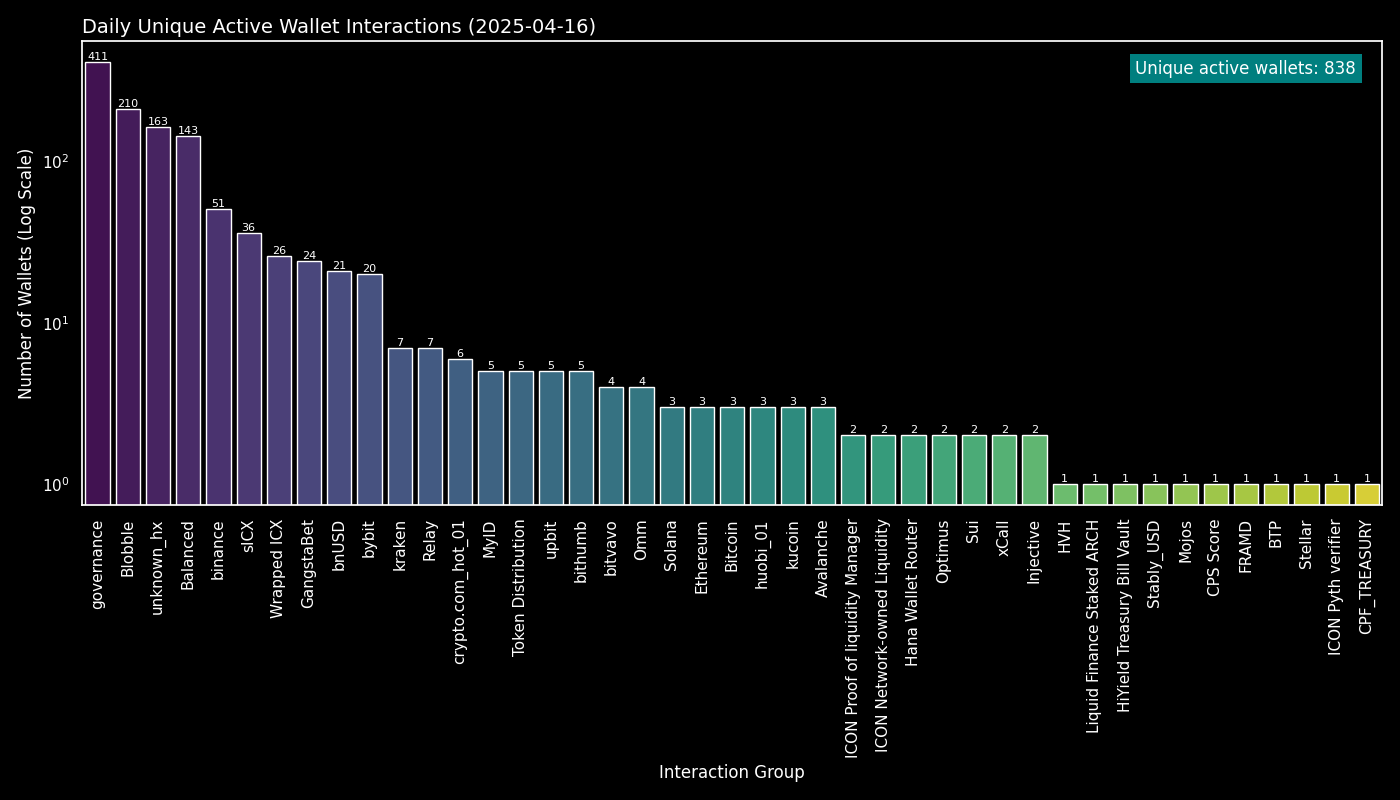 Daily Unique Active Wallet Interactions (2025-04-16)
Unique active wallets: 838
Number of Wallets (Log Scale)
10²
10¹
10⁰
411
210
163
143
51
36
26
24
21
20
7
7
6
5
5
5
5
4
4
3
3
3
3
3
3
2
2
2
2
2
2
2
1
1
1
1
1
1
1
1
1
1
1
governance
Blobble
unknown_hx
Balanced
binance
sICX
Wrapped ICX
GangstaBet
bnUSD
bybit
kraken
Relay
crypto.com_hot_01
MyID
Token Distribution
upbit
bithumb
bitvavo
Omm
Solana
Ethereum
Bitcoin
huobi_01
kucoin
Avalanche
ICON Proof of liquidity Manager
ICON Network-owned Liquidity
Hana Wallet Router
Optimus
Sui
xCall
Injective
HVH
Liquid Finance Staked ARCH
HiYield Treasury Bill Vault
Stably_USD
Mojos
CPS Score
FRAMD
BTP
Stellar
ICON Pyth verifier
CPF_TREASURY
Interaction Group